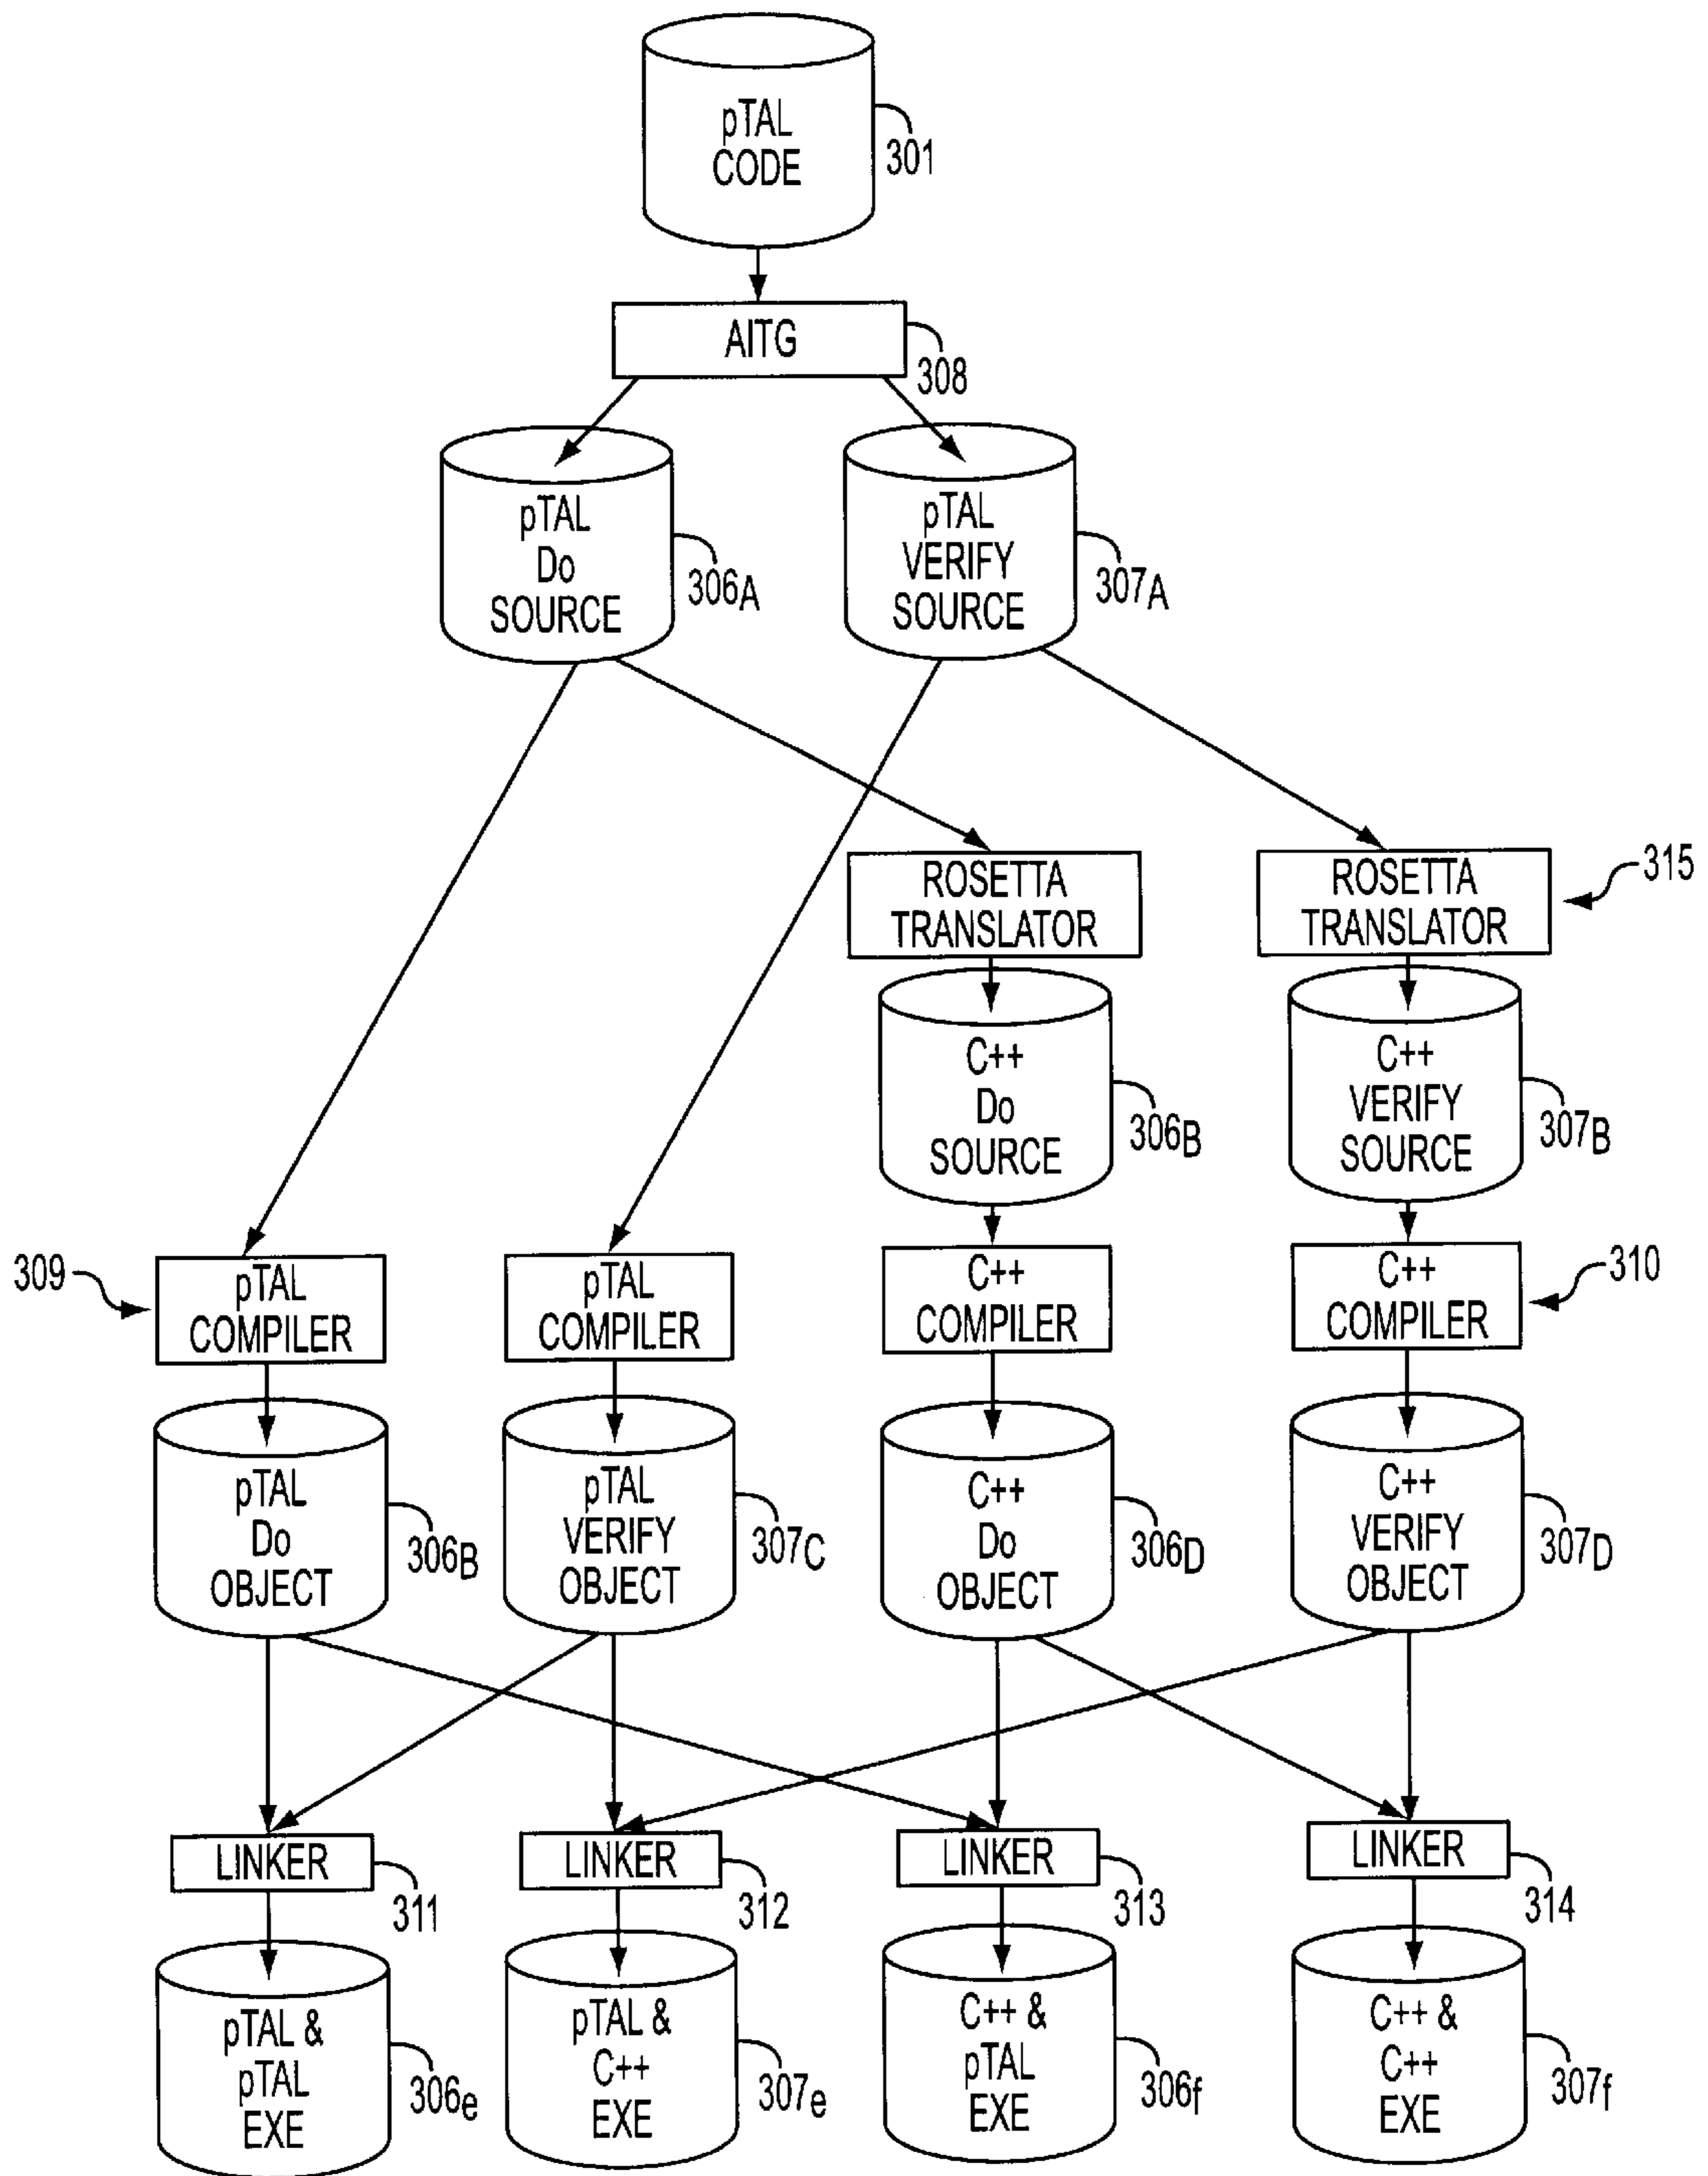 pTAL
CODE
301
AITG
308
pTAL
Do
SOURCE
306A
pTAL
VERIFY
SOURCE
307A
ROSETTA
TRANSLATOR
ROSETTA
TRANSLATOR
315
C++
Do
SOURCE
306B
C++
VERIFY
SOURCE
307B
309
pTAL
COMPILER
pTAL
COMPILER
C++
COMPILER
C++
COMPILER
310
pTAL
Do
OBJECT
306B
pTAL
VERIFY
OBJECT
307C
C++
Do
OBJECT
306D
C++
VERIFY
OBJECT
307D
LINKER
311
LINKER
312
LINKER
313
LINKER
314
pTAL &
pTAL
EXE
306e
pTAL &
C++
EXE
307e
C++ &
pTAL
EXE
306f
C++ &
C++
EXE
307f